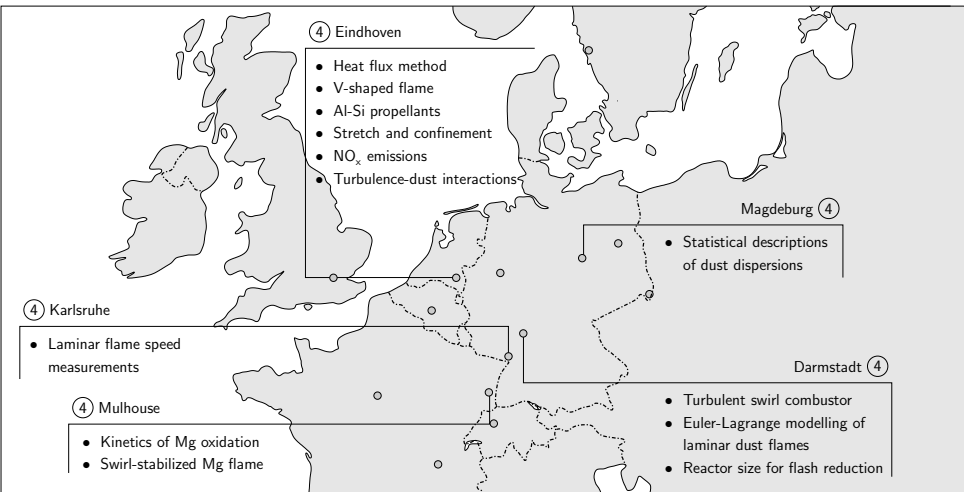 ④ Eindhoven
• Heat flux method
• V-shaped flame
• Al-Si propellants
• Stretch and confinement
• NOₓ emissions
• Turbulence-dust interactions
Magdeburg ④
• Statistical descriptions
of dust dispersions
④ Karlsruhe
• Laminar flame speed
measurements
④ Mulhouse
• Kinetics of Mg oxidation
• Swirl-stabilized Mg flame
Darmstadt ④
• Turbulent swirl combustor
• Euler-Lagrange modelling of
laminar dust flames
• Reactor size for flash reduction